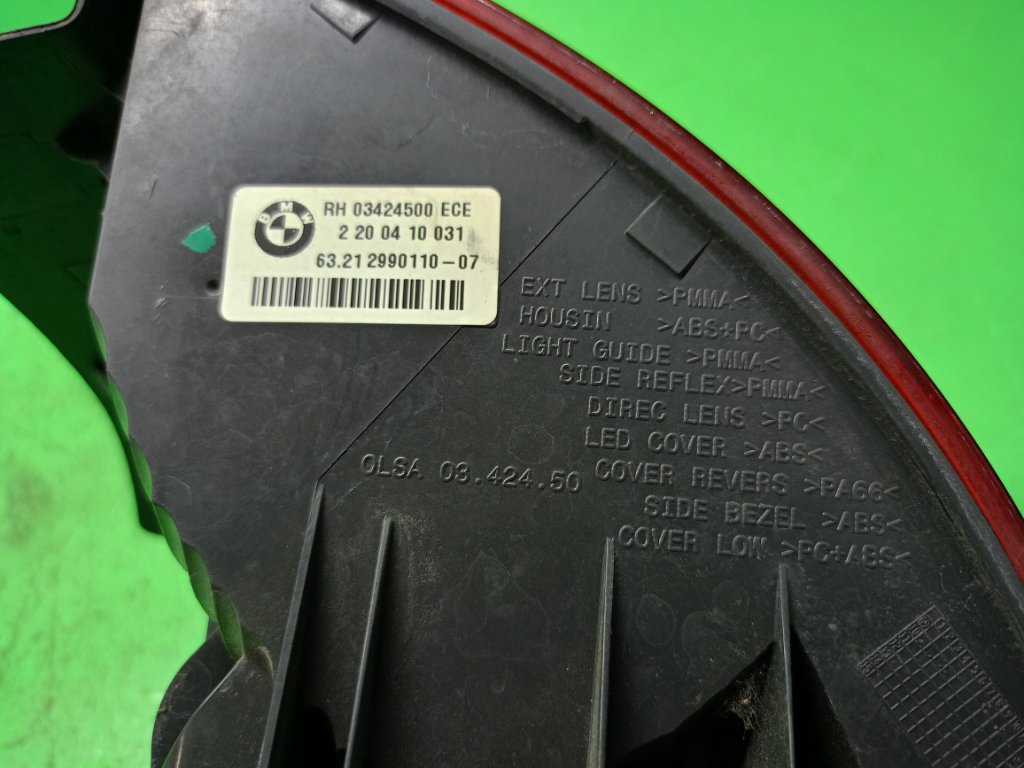 BMW
RH 03424500 ECE
2 20 04 10 031
63.21 2990110-07
EXT LENS >PMMA<
HOUSIN >ABS+PC<
LIGHT GUIDE >PMMA<
SIDE REFLEX>PMMA<
DIREC LENS >PC<
LED COVER >ABS<
OLSA 03.424.50
COVER REVERS >PA66<
SIDE BEZEL >ABS<
COVER LOW >PC+ABS<